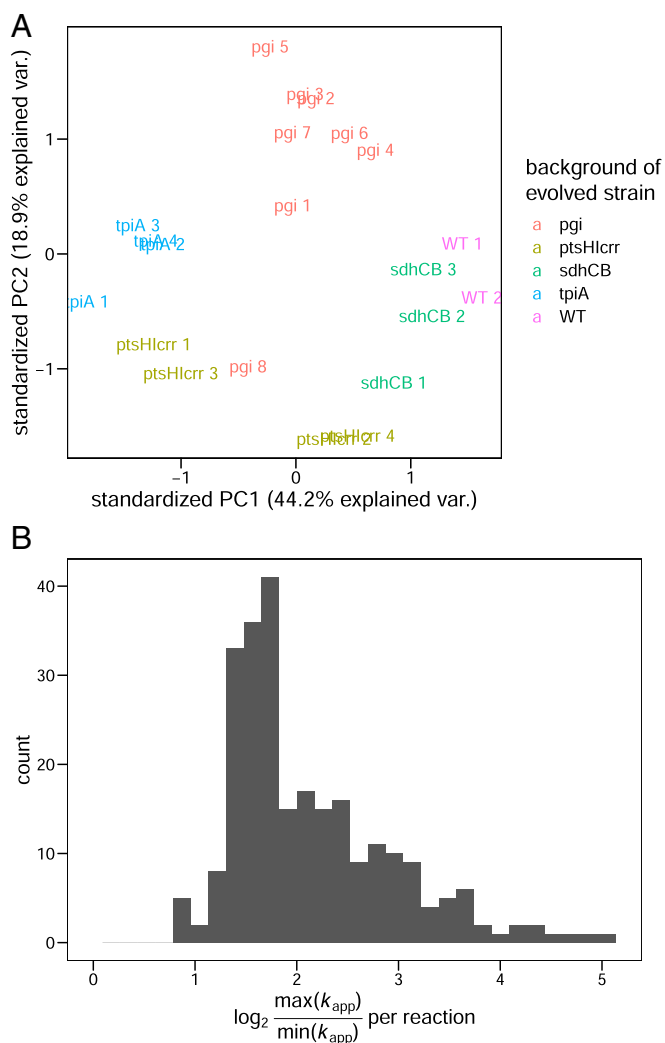 A
standardized PC2 (18.9% explained var.)
1
0
−1
pgi 5
pgi 3
pgi 2
pgi 7
pgi 6
pgi 4
pgi 1
tpiA 3
tpiA 4
tpiA 2
WT 1
sdhCB 3
tpiA 1
WT 2
sdhCB 2
ptsHIcrr 1
ptsHIcrr 3
pgi 8
sdhCB 1
ptsHIcrr 2
ptsHIcrr 4
−1
0
1
standardized PC1 (44.2% explained var.)
background of
evolved strain
a pgi
a ptsHIcrr
a sdhCB
a tpiA
a WT
B
count
40
30
20
10
0
0
1
2
3
4
5
log2 max(kapp) / min(kapp) per reaction